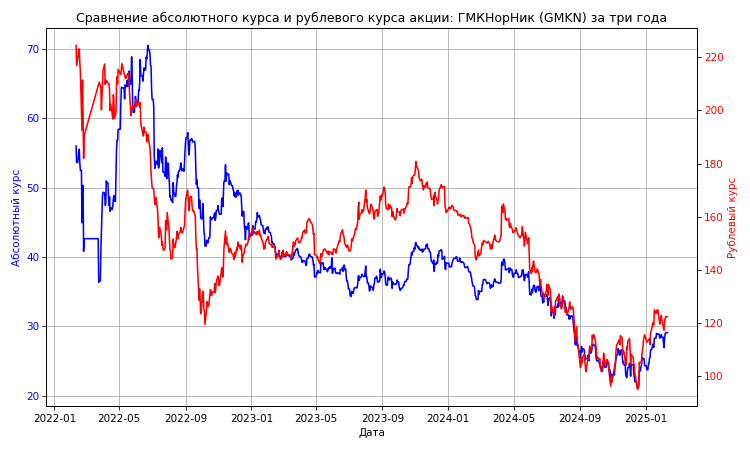 Сравнение абсолютного курса и рублевого курса акции: ГМКНорНик (GMKN) за три года
Абсолютный курс
70
60
50
40
30
20
220
200
180
160
140
120
100
Рублевый курс
2022-01 2022-05 2022-09 2023-01 2023-05 2023-09 2024-01 2024-05 2024-09 2025-01
Дата